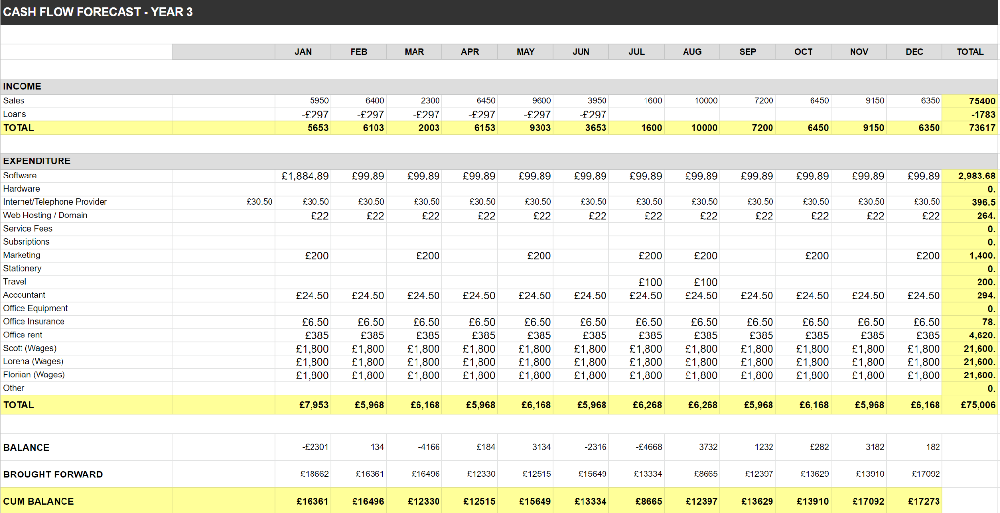 CASH FLOW FORECAST - YEAR 3
JAN FEB MAR APR MAY JUN JUL AUG SEP OCT NOV DEC TOTAL
INCOME
Sales 5950 6400 2300 6450 9600 3950 1600 10000 7200 6450 9150 6350 75400
Loans -£297 -£297 -£297 -£297 -£297 -£297 -1783
TOTAL 5653 6103 2003 6153 9303 3653 1600 10000 7200 6450 9150 6350 73617
EXPENDITURE
Software £1,884.89 £99.89 £99.89 £99.89 £99.89 £99.89 £99.89 £99.89 £99.89 £99.89 £99.89 £99.89 2,983.68
Hardware 0.
Internet/Telephone Provider £30.50 £30.50 £30.50 £30.50 £30.50 £30.50 £30.50 £30.50 £30.50 £30.50 £30.50 £30.50 £30.50 396.5
Web Hosting / Domain £22 £22 £22 £22 £22 £22 £22 £22 £22 £22 £22 £22 264.
Service Fees 0.
Subsriptions 0.
Marketing £200 £200 £200 £200 £200 £200 £200 1,400.
Stationery 0.
Travel £100 £100 200.
Accountant £24.50 £24.50 £24.50 £24.50 £24.50 £24.50 £24.50 £24.50 £24.50 £24.50 £24.50 £24.50 294.
Office Equipment 0.
Office Insurance £6.50 £6.50 £6.50 £6.50 £6.50 £6.50 £6.50 £6.50 £6.50 £6.50 £6.50 £6.50 78.
Office rent £385 £385 £385 £385 £385 £385 £385 £385 £385 £385 £385 £385 4,620.
Scott (Wages) £1,800 £1,800 £1,800 £1,800 £1,800 £1,800 £1,800 £1,800 £1,800 £1,800 £1,800 £1,800 21,600.
Lorena (Wages) £1,800 £1,800 £1,800 £1,800 £1,800 £1,800 £1,800 £1,800 £1,800 £1,800 £1,800 £1,800 21,600.
Floriian (Wages) £1,800 £1,800 £1,800 £1,800 £1,800 £1,800 £1,800 £1,800 £1,800 £1,800 £1,800 £1,800 21,600.
Other 0.
TOTAL £7,953 £5,968 £6,168 £5,968 £6,168 £5,968 £6,268 £6,268 £5,968 £6,168 £5,968 £6,168 £75,006
BALANCE -£2301 134 -4166 £184 3134 -2316 -£4668 3732 1232 £282 3182 182
BROUGHT FORWARD £18662 £16361 £16496 £12330 £12515 £15649 £13334 £8665 £12397 £13629 £13910 £17092
CUM BALANCE £16361 £16496 £12330 £12515 £15649 £13334 £8665 £12397 £13629 £13910 £17092 £17273